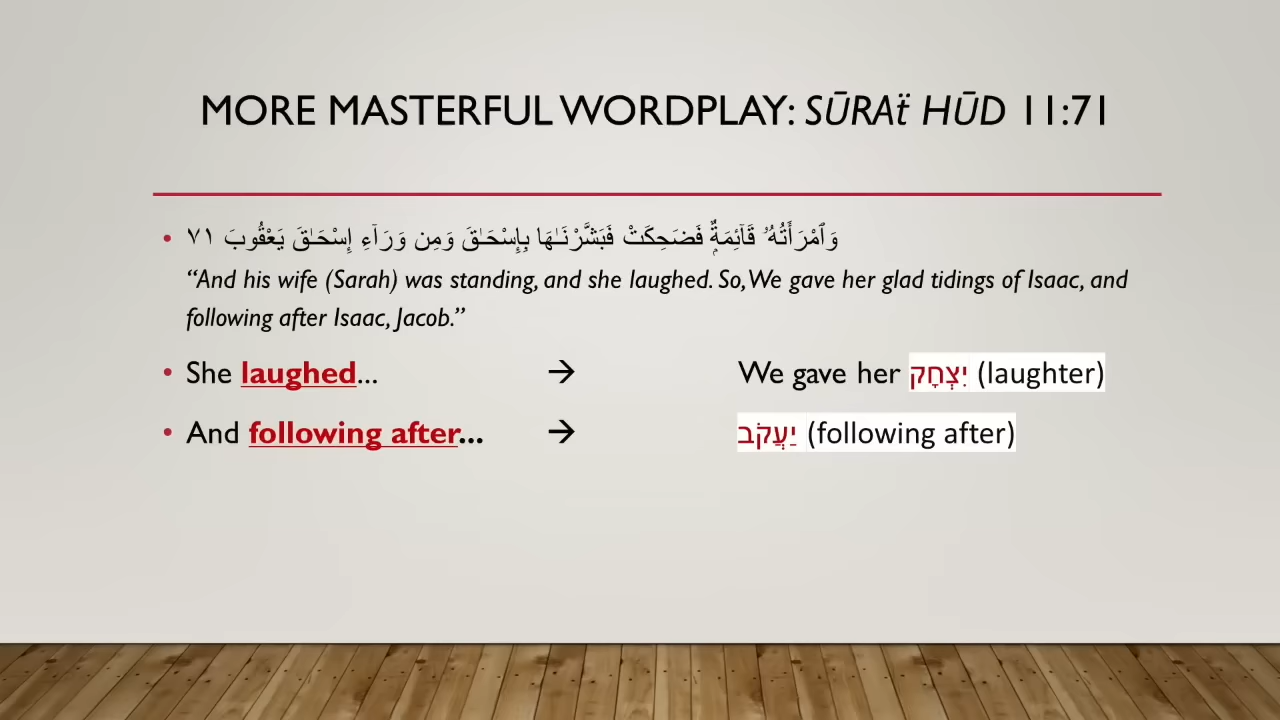 MORE MASTERFUL WORDPLAY: SŪRAẗ HŪD 11:71
وَٱمْرَأَتُهُۥ قَآئِمَةٌۭ فَضَحِكَتْ فَبَشَّرْنَـٰهَا بِإِسْحَـٰقَ وَمِن وَرَآءِ إِسْحَـٰقَ يَعْقُوبَ ٧١
“And his wife (Sarah) was standing, and she laughed. So, We gave her glad tidings of Isaac, and
following after Isaac, Jacob.”
She laughed... → We gave her יִצְחָק (laughter)
And following after... → יַעֲקֹב (following after)